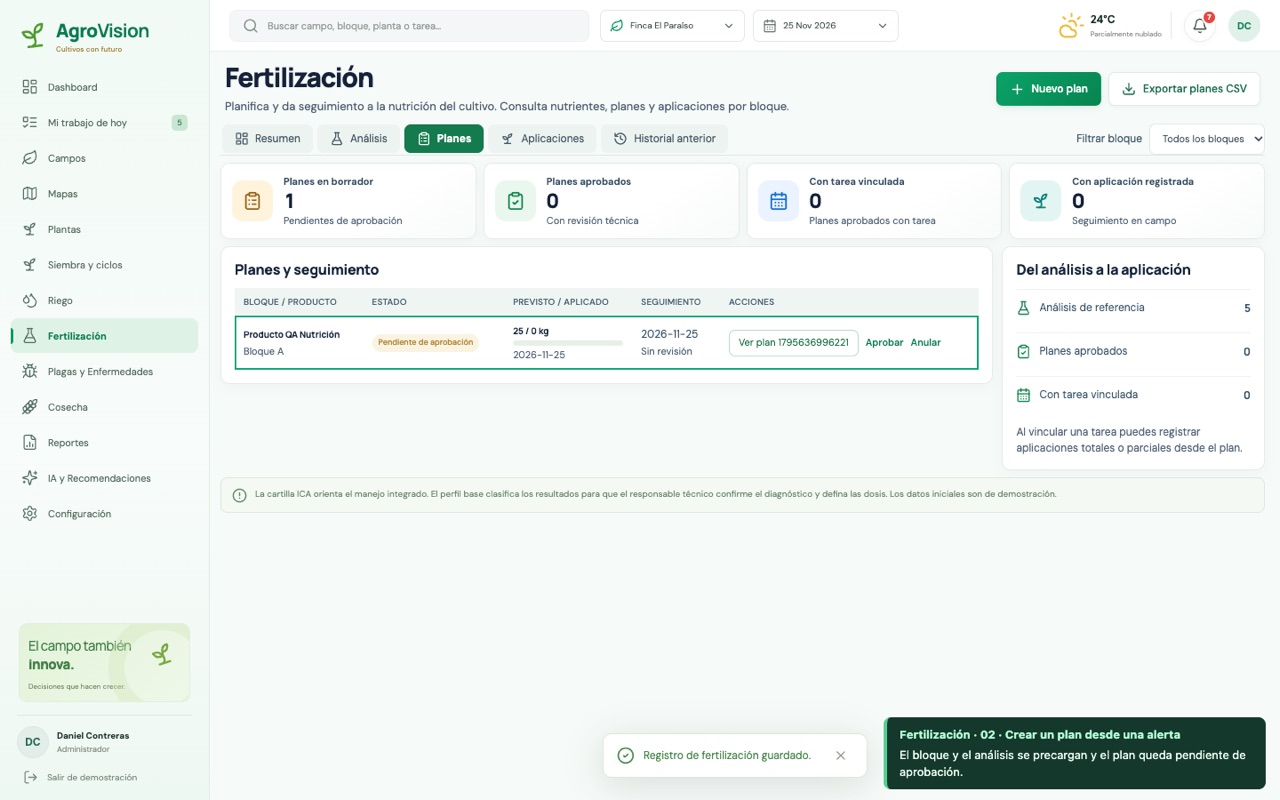 AgroVision
Cultivos con futuro
Dashboard
Mi trabajo de hoy
5
Campos
Mapas
Plantas
Siembra y ciclos
Riego
Fertilización
Plagas y Enfermedades
Cosecha
Reportes
IA y Recomendaciones
Configuración
El campo también
innova.
Decisiones que hacen crecer.
DC
Daniel Contreras
Administrador
Salir de demostración
Buscar campo, bloque, planta o tarea...
Finca El Paraíso
25 Nov 2026
24°C
Parcialmente nublado
7
DC
Fertilización
Planifica y da seguimiento a la nutrición del cultivo. Consulta nutrientes, planes y aplicaciones por bloque.
Nuevo plan
Exportar planes CSV
Resumen
Análisis
Planes
Aplicaciones
Historial anterior
Filtrar bloque
Todos los bloques
Planes en borrador
1
Pendientes de aprobación
Planes aprobados
0
Con revisión técnica
Con tarea vinculada
0
Planes aprobados con tarea
Con aplicación registrada
0
Seguimiento en campo
Planes y seguimiento
BLOQUE / PRODUCTO ESTADO PREVISTO / APLICADO SEGUIMIENTO ACCIONES
Producto QA Nutrición
Bloque A
Pendiente de aprobación
25 / 0 kg
2026-11-25
2026-11-25
Sin revisión
Ver plan 1795636996221 Aprobar Anular
Del análisis a la aplicación
Análisis de referencia 5
Planes aprobados 0
Con tarea vinculada 0
Al vincular una tarea puedes registrar
aplicaciones totales o parciales desde el plan.
La cartilla ICA orienta el manejo integrado. El perfil base clasifica los resultados para que el responsable técnico confirme el diagnóstico y defina las dosis. Los datos iniciales son de demostración.
Registro de fertilización guardado.
Fertilización · 02 · Crear un plan desde una alerta
El bloque y el análisis se precargan y el plan queda pendiente de
aprobación.